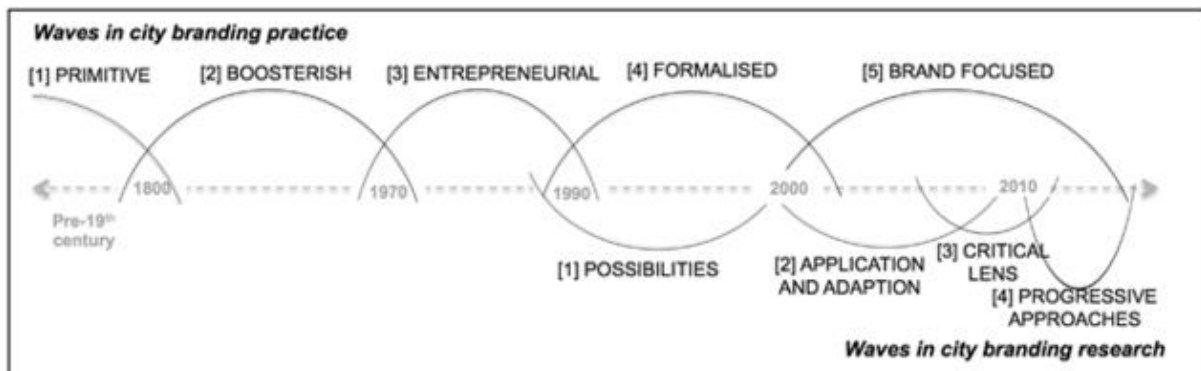 Waves in city branding practice
[1] PRIMITIVE
[2] BOOSTERISH
[3] ENTREPRENEURIAL
[4] FORMALISED
[5] BRAND FOCUSED
1800
1970
1990
2000
2010
Pre-19th
century
[1] POSSIBILITIES
[2] APPLICATION
AND ADAPTION
[3] CRITICAL
LENS
[4] PROGRESSIVE
APPROACHES
Waves in city branding research